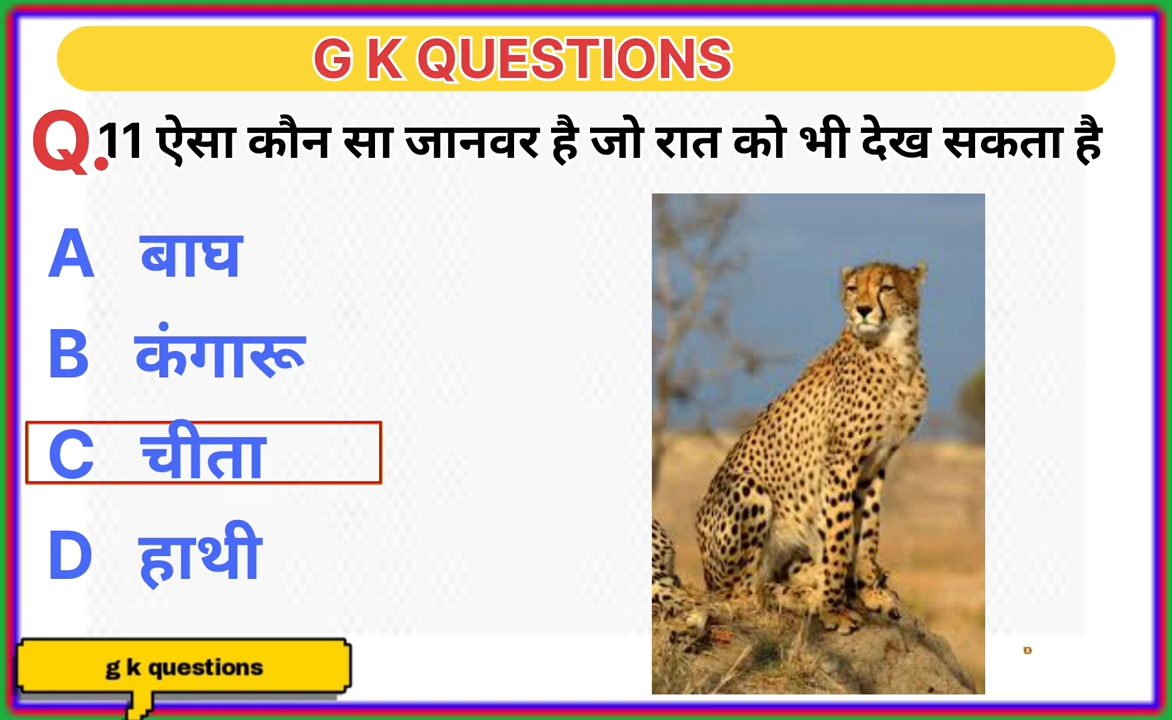 G K QUESTIONS
Q.11 ऐसा कौन सा जानवर है जो रात को भी देख सकता है
A बाघ
B कंगारू
C चीता
D हाथी
g k questions